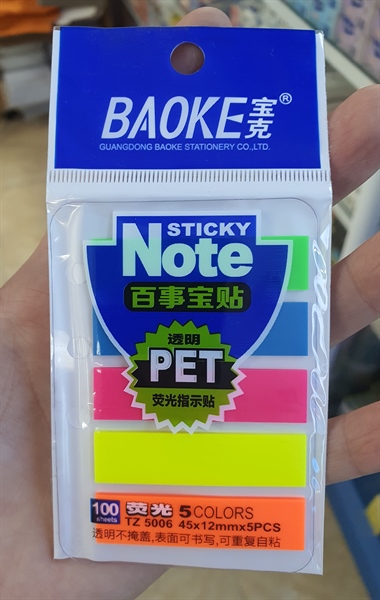 BAOKE宝克®
GUANGDONG BAOKE STATIONERY CO.,LTD.
STICKY
Note
百事宝贴
透明
PET
荧光指示贴
100 荧光 5 COLORS
sheets TZ 5006 45x12mmx5PCS
透明不掩盖,表面可书写,可重复自粘